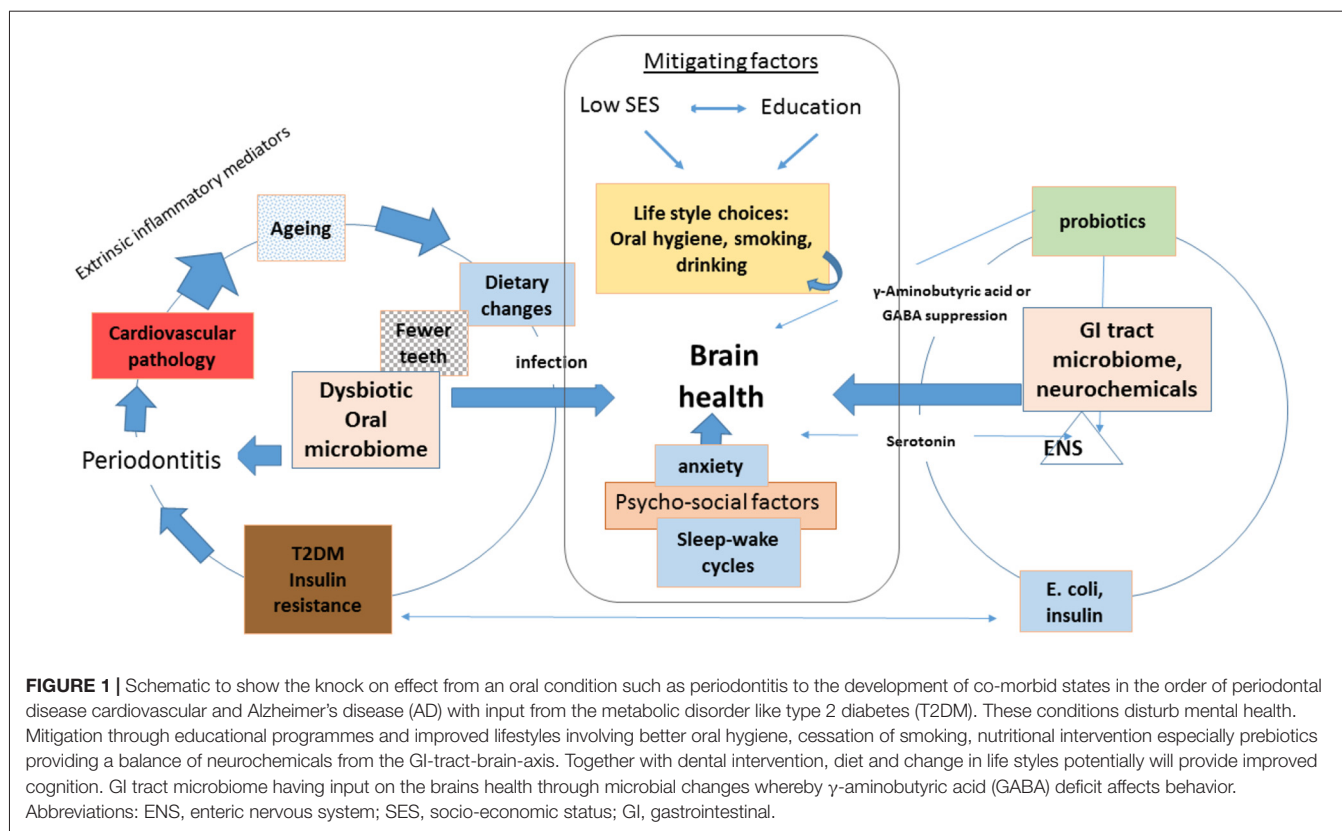 Mitigating factors
Low SES
Education
Life style choices:
Oral hygiene, smoking,
drinking
Extrinsic inflammatory mediators
Ageing
Dietary
changes
Fewer
teeth
Cardiovascular
pathology
Dysbiotic
Oral
microbiome
infection
Periodontitis
T2DM
Insulin
resistance
Brain
health
anxiety
Psycho-social factors
Sleep-wake
cycles
probiotics
γ-Aminobutyric acid or
GABA suppression
GI tract
microbiome,
neurochemicals
Serotonin
ENS
E. coli,
insulin
FIGURE 1 | Schematic to show the knock on effect from an oral condition such as periodontitis to the development of co-morbid states in the order of periodontal
disease cardiovascular and Alzheimer's disease (AD) with input from the metabolic disorder like type 2 diabetes (T2DM). These conditions disturb mental health.
Mitigation through educational programmes and improved lifestyles involving better oral hygiene, cessation of smoking, nutritional intervention especially prebiotics
providing a balance of neurochemicals from the GI-tract-brain-axis. Together with dental intervention, diet and change in life styles potentially will provide improved
cognition. GI tract microbiome having input on the brains health through microbial changes whereby γ-aminobutyric acid (GABA) deficit affects behavior.
Abbreviations: ENS, enteric nervous system; SES, socio-economic status; GI, gastrointestinal.